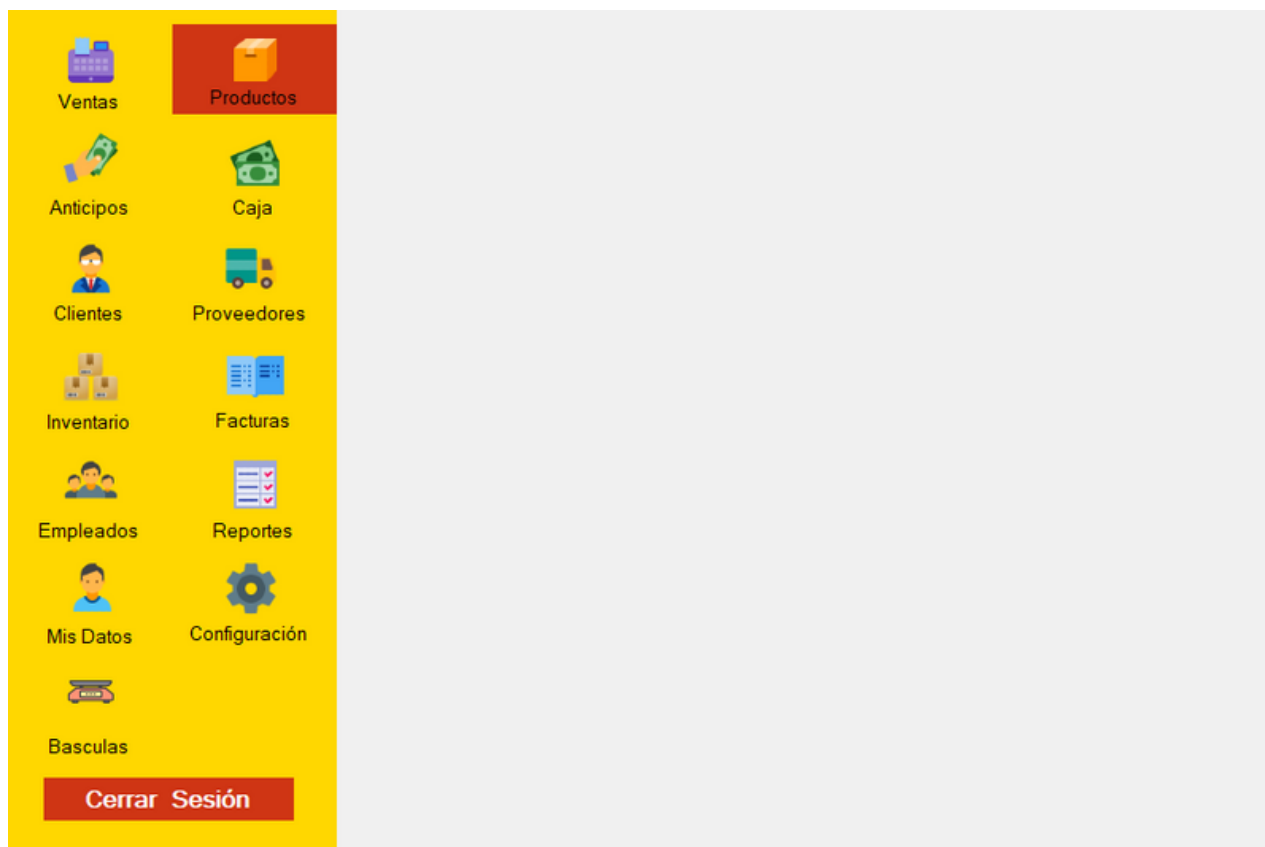 Ventas
Productos
Anticipos
Caja
Clientes
Proveedores
Inventario
Facturas
Empleados
Reportes
Mis Datos
Configuración
Basculas
Cerrar Sesión